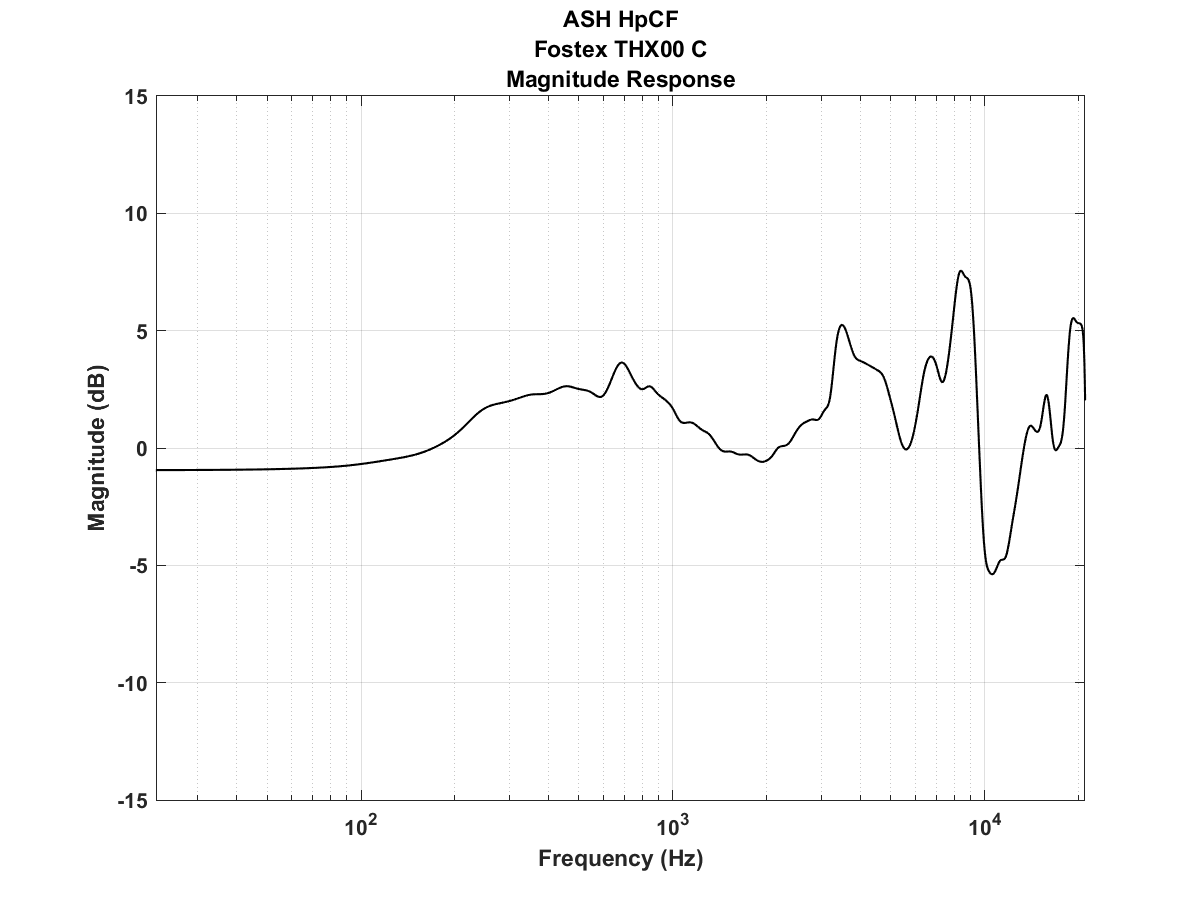 ASH HpCF
Fostex THX00 C
Magnitude Response
15
10
5
0
-5
-10
-15
Magnitude (dB)
10^2
10^3
10^4
Frequency (Hz)